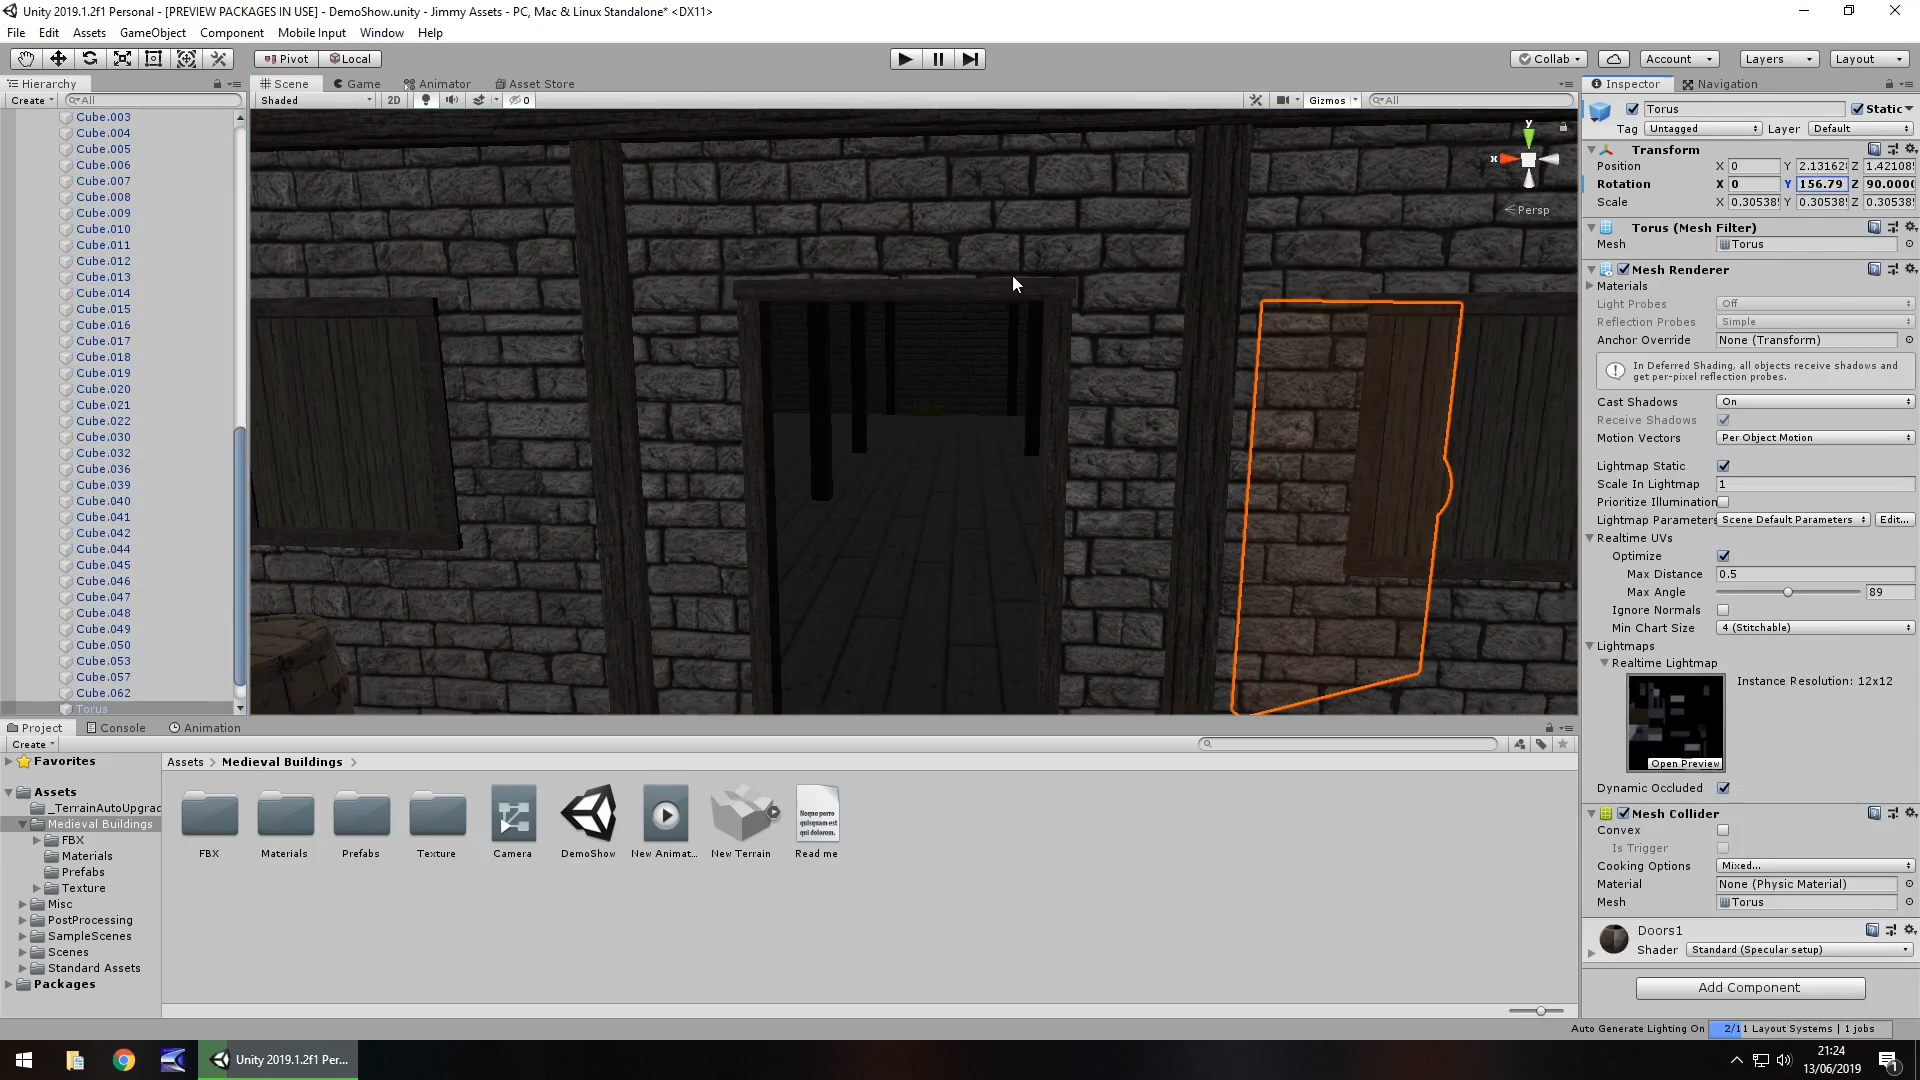 Unity 2019.1.2f1 Personal - [PREVIEW PACKAGES IN USE] - DemoShow.unity - Jimmy Assets - PC, Mac & Linux Standalone* <DX11>
File Edit Assets GameObject Component Mobile Input Window Help
Pivot Local Collab Account Layers Layout
Hierarchy Scene Game Animator Asset Store Inspector Navigation
Create All Shaded 2D 0 Gizmos All
Torus Static
Tag Untagged Layer Default
Transform
Position X 0 Y 2.13162 Z 1.42108
Rotation X 0 Y 156.79 Z 90.0000
Scale X 0.30538 Y 0.30538 Z 0.30538
Torus (Mesh Filter)
Mesh Torus
Mesh Renderer
Materials
Light Probes Off
Reflection Probes Simple
Anchor Override None (Transform)
In Deferred Shading, all objects receive shadows and
get per-pixel reflection probes.
Cast Shadows On
Receive Shadows
Motion Vectors Per Object Motion
Lightmap Static
Scale In Lightmap 1
Prioritize Illumination
Lightmap Parameters Scene Default Parameters Edit...
Realtime UVs
Optimize
Max Distance 0.5
Max Angle 89
Ignore Normals
Min Chart Size 4 (Stitchable)
Lightmaps
Realtime Lightmap
Instance Resolution: 12x12
Open Preview
Dynamic Occluded
Mesh Collider
Convex
Is Trigger
Cooking Options Mixed...
Material None (Physic Material)
Mesh Torus
Doors1
Shader Standard (Specular setup)
Add Component
Cube.003
Cube.004
Cube.005
Cube.006
Cube.007
Cube.008
Cube.009
Cube.010
Cube.011
Cube.012
Cube.013
Cube.014
Cube.015
Cube.016
Cube.017
Cube.018
Cube.019
Cube.020
Cube.021
Cube.022
Cube.030
Cube.032
Cube.036
Cube.039
Cube.040
Cube.041
Cube.042
Cube.044
Cube.045
Cube.046
Cube.047
Cube.048
Cube.049
Cube.050
Cube.053
Cube.057
Cube.062
Torus
y
x
Persp
Project Console Animation
Create
Favorites
Assets
_TerrainAutoUpgrac
Medieval Buildings
FBX
Materials
Prefabs
Texture
Misc
PostProcessing
SampleScenes
Scenes
Standard Assets
Packages
Assets > Medieval Buildings >
Neque porro
quisquam est
qui dolorem.
FBX Materials Prefabs Texture Camera DemoShow New Animat... New Terrain Read me
Auto Generate Lighting On 2/11 Layout Systems | 1 jobs
Unity 2019.1.2f1 Per...
21:24
13/06/2019
1